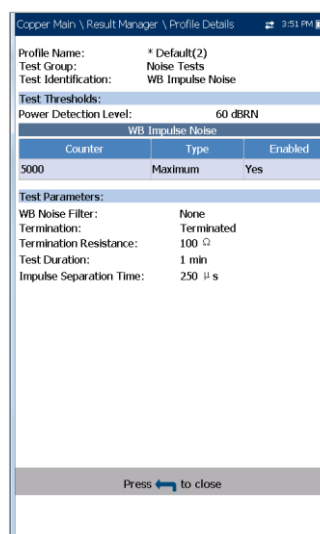 Copper Main \ Result Manager \ Profile Details 3:51 PM
Profile Name: * Default(2)
Test Group: Noise Tests
Test Identification: WB Impulse Noise
Test Thresholds:
Power Detection Level: 60 dBRN
WB Impulse Noise
Counter Type Enabled
5000 Maximum Yes
Test Parameters:
WB Noise Filter: None
Termination: Terminated
Termination Resistance: 100 Ω
Test Duration: 1 min
Impulse Separation Time: 250 μs
Press to close